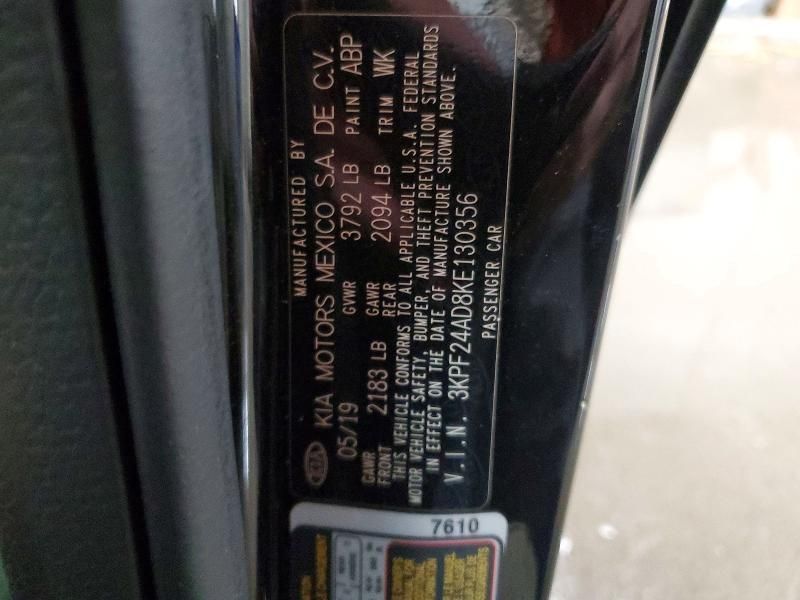 MANUFACTURED BY
KIA KIA MOTORS MEXICO S.A. DE C.V.
05/19 GVWR 3792 LB PAINT ABP
GAWR FRONT 2183 LB GAWR REAR 2094 LB TRIM WK
THIS VEHICLE CONFORMS TO ALL APPLICABLE U.S.A. FEDERAL
MOTOR VEHICLE SAFETY, BUMPER, AND THEFT PREVENTION STANDARDS
IN EFFECT ON THE DATE OF MANUFACTURE SHOWN ABOVE.
V.I.N. 3KPF24AD8KE130356
PASSENGER CAR
7610